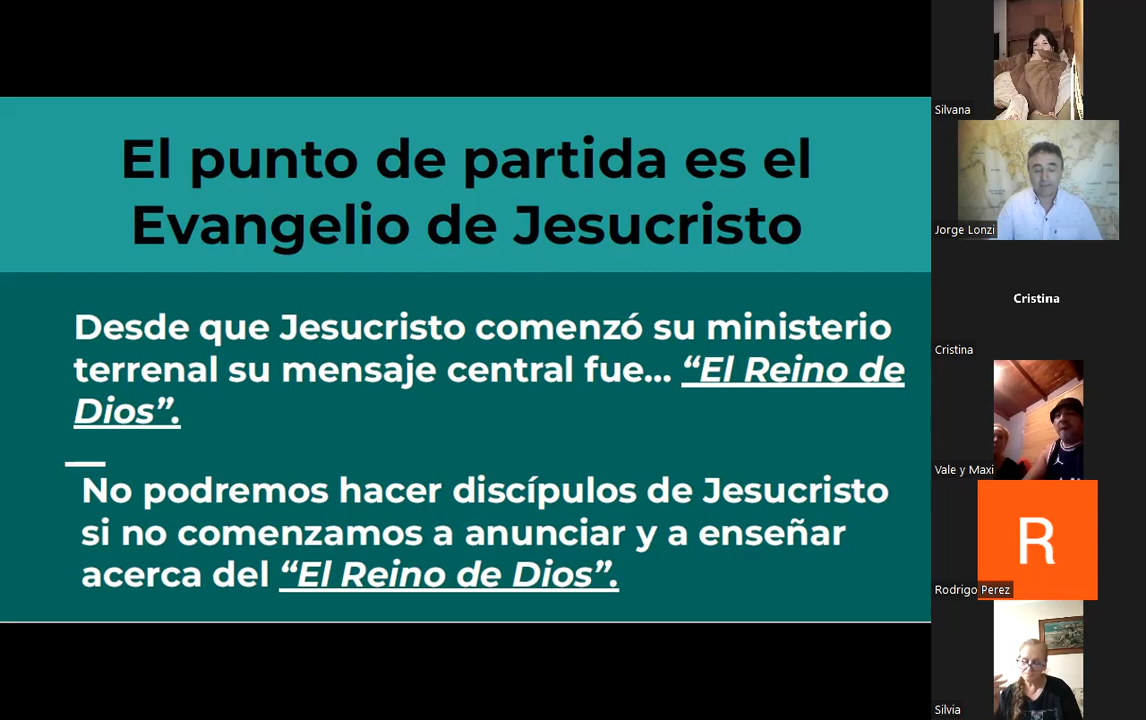 El punto de partida es el
Evangelio de Jesucristo
Desde que Jesucristo comenzó su ministerio
terrenal su mensaje central fue... “El Reino de
Dios”.
No podremos hacer discípulos de Jesucristo
si no comenzamos a anunciar y a enseñar
acerca del “El Reino de Dios”.
Silvana
Jorge Lonzi
Cristina
Cristina
Vale y Maxi
R
Rodrigo Perez
Silvia